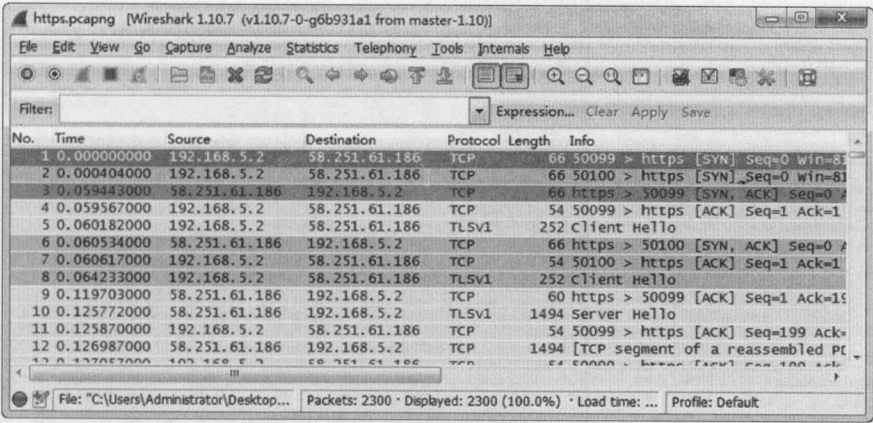 https.pcapng [Wireshark 1.10.7 (v1.10.7-0-g6b931a1 from master-1.10)]
File Edit View Go Capture Analyze Statistics Telephony Tools Internals Help
Filter: Expression... Clear Apply Save
No. Time Source Destination Protocol Length Info
1 0.000000000 192.168.5.2 58.251.61.186 TCP 66 50099 > https [SYN] Seq=0 Win=81
2 0.000404000 192.168.5.2 58.251.61.186 TCP 66 50100 > https [SYN] Seq=0 Win=81
3 0.059443000 58.251.61.186 192.168.5.2 TCP 66 https > 50099 [SYN, ACK] Seq=0 A
4 0.059567000 192.168.5.2 58.251.61.186 TCP 54 50099 > https [ACK] Seq=1 Ack=1
5 0.060182000 192.168.5.2 58.251.61.186 TLSv1 252 Client Hello
6 0.060534000 58.251.61.186 192.168.5.2 TCP 66 https > 50100 [SYN, ACK] Seq=0 A
7 0.060617000 192.168.5.2 58.251.61.186 TCP 54 50100 > https [ACK] Seq=1 Ack=1
8 0.064233000 192.168.5.2 58.251.61.186 TLSv1 252 Client Hello
9 0.119703000 58.251.61.186 192.168.5.2 TCP 60 https > 50099 [ACK] Seq=1 Ack=19
10 0.125772000 58.251.61.186 192.168.5.2 TLSv1 1494 Server Hello
11 0.125870000 192.168.5.2 58.251.61.186 TCP 54 50099 > https [ACK] Seq=199 Ack=
12 0.126987000 58.251.61.186 192.168.5.2 TCP 1494 [TCP segment of a reassembled PD
File: "C:\Users\Administrator\Desktop... Packets: 2300 · Displayed: 2300 (100.0%) · Load time: ... Profile: Default